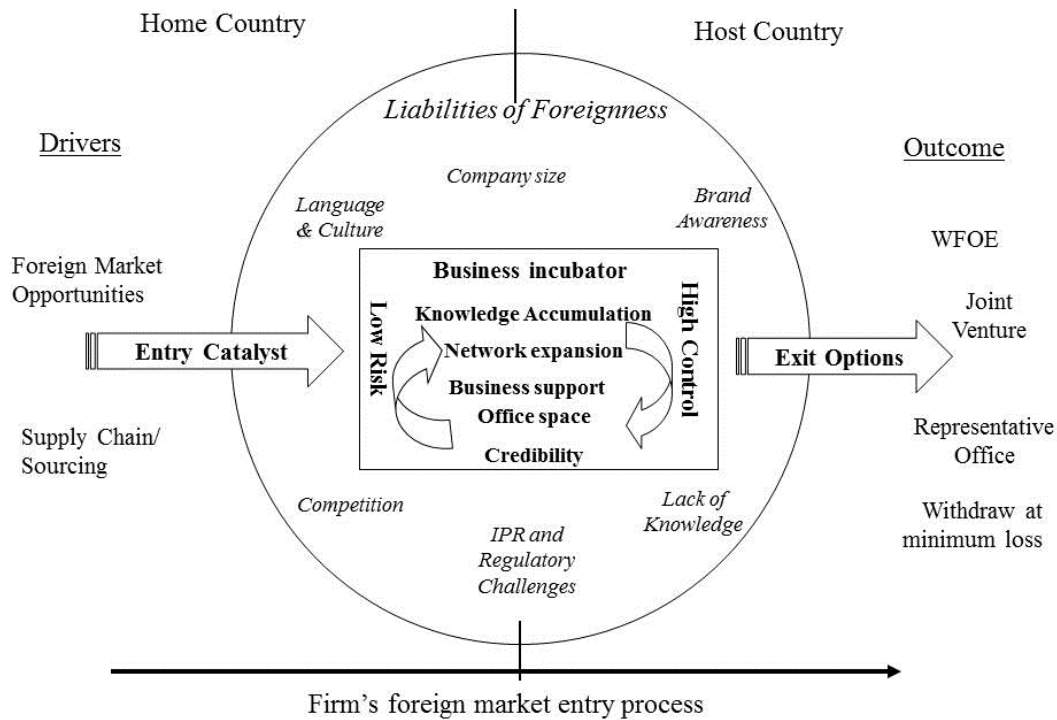 Home Country
Host Country
Liabilities of Foreignness
Drivers
Outcome
Company size
Language
& Culture
Brand
Awareness
WFOE
Foreign Market
Opportunities
Business incubator
Low Risk
High Control
Knowledge Accumulation
Joint
Venture
Entry Catalyst
Network expansion
Exit Options
Business support
Office space
Supply Chain/
Sourcing
Representative
Office
Credibility
Competition
Lack of
Knowledge
Withdraw at
minimum loss
IPR and
Regulatory
Challenges
Firm's foreign market entry process